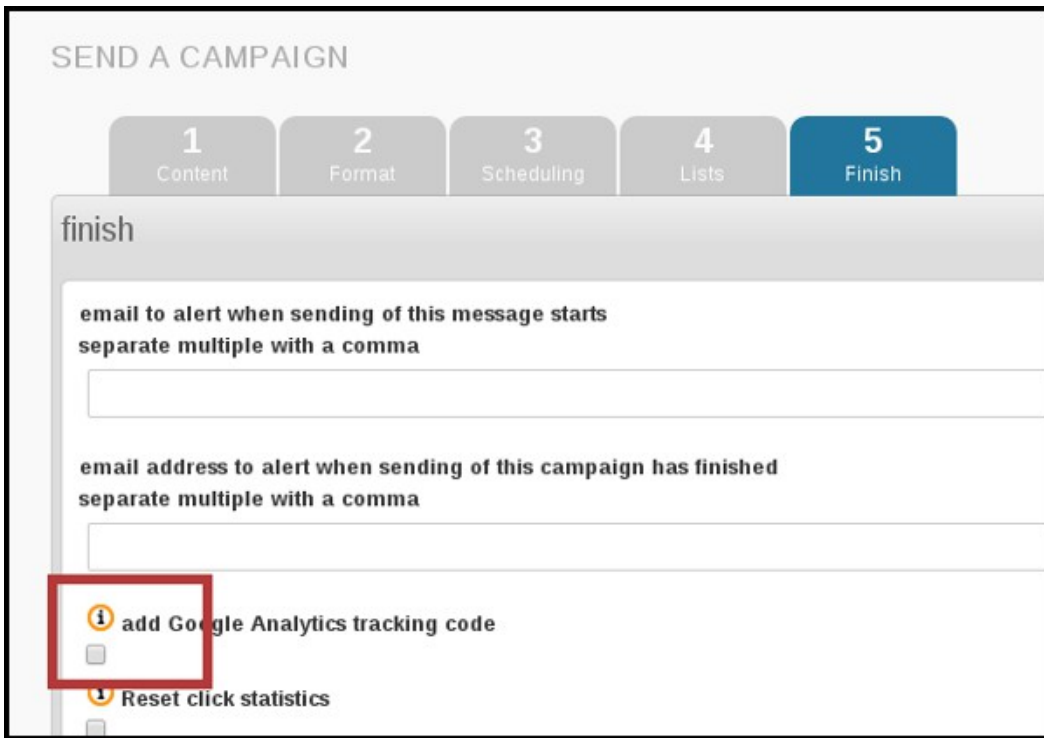 SEND A CAMPAIGN
1 2 3 4 5
Content Format Scheduling Lists Finish
finish
email to alert when sending of this message starts
separate multiple with a comma
email address to alert when sending of this campaign has finished
separate multiple with a comma
i add Google Analytics tracking code
i Reset click statistics